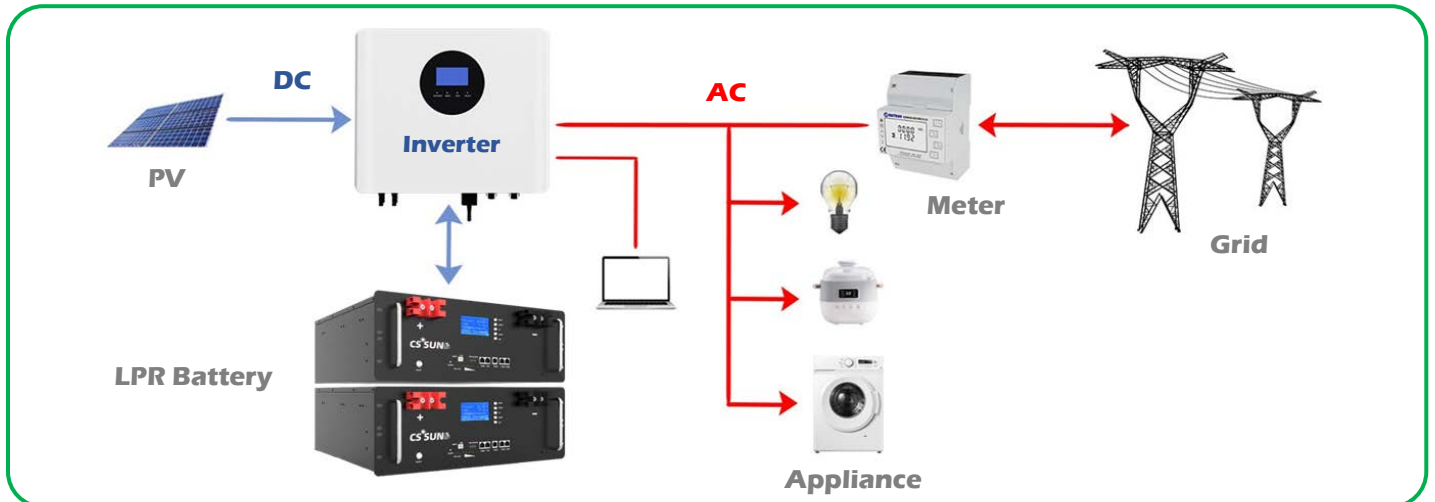 DC
AC
Inverter
PV
Meter
Grid
CS SUN
LPR Battery
CS SUN
Appliance